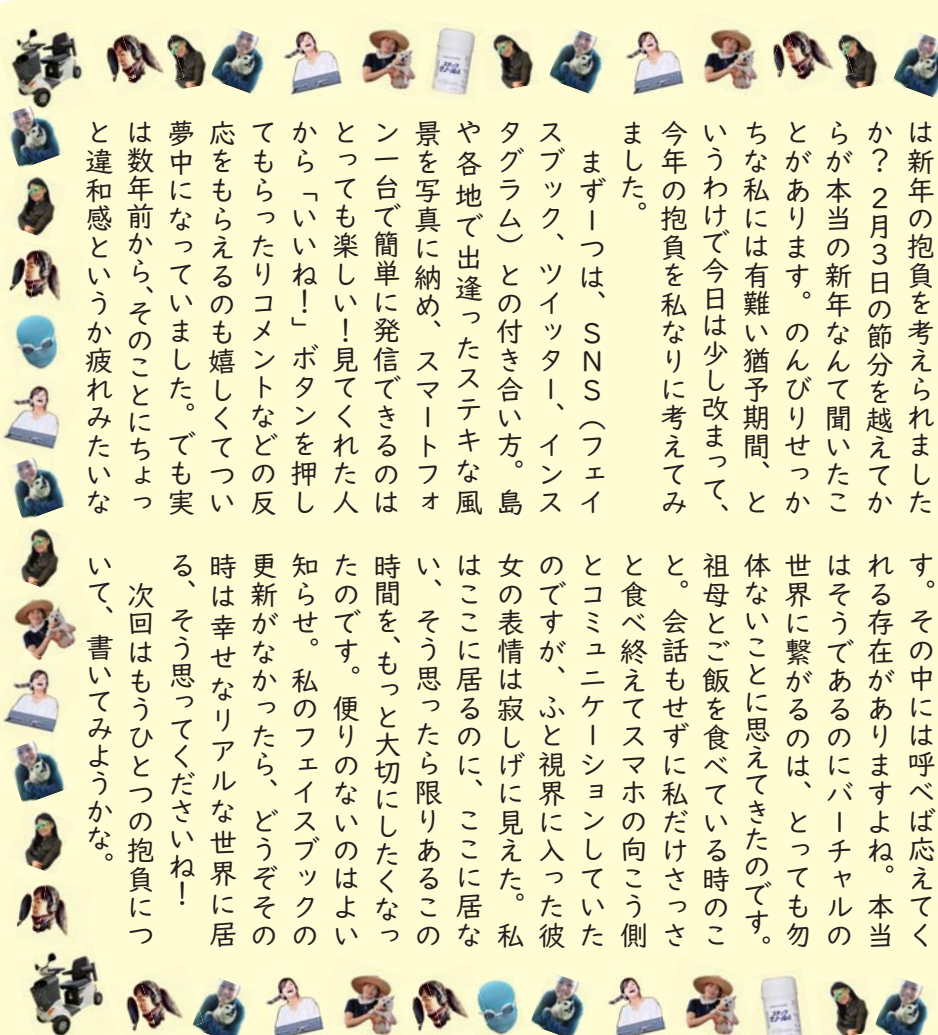 は新年の抱負を考えられました
か？２月３日の節分を越えてか
らが本当の新年なんて聞いたこ
とがあります。のんびりせっか
ちな私には有難い猶予期間、と
いうわけで今日は少し改まって、
今年の抱負を私なりに考えてみ
ました。
まず一つは、ＳＮＳ（フェイ
スブック、ツイッター、インス
タグラム）との付き合い方。島
や各地で出逢ったステキな風
景を写真に納め、スマートフォ
ン一台で簡単に発信できるのは
とっても楽しい！見てくれた人
から「いいね！」ボタンを押し
てもらったりコメントなどの反
応をもらえるのも嬉しくてつい
夢中になっていました。でも実
は数年前から、そのことにちょっ
と違和感というか疲れみたいな
す。その中には呼べば応えてく
れる存在がありますよね。本当
はそうであるのにバーチャルの
世界に繋がるのは、とっても勿
体ないことに思えてきたのです。
祖母とご飯を食べている時のこ
と。会話もせずに私だけさっさ
と食べ終えてスマホの向こう側
とコミュニケーションしていた
のですが、ふと視界に入った彼
女の表情は寂しげに見えた。私
はここに居るのに、ここに居な
い、そう思ったら限りあるこの
時間を、もっと大切にしたくなっ
たのです。便りのないのはよい
知らせ。私のフェイスブックの
更新がなかったら、どうぞその
時は幸せなリアルな世界に居
る、そう思ってくださいね！
次回はもうひとつの抱負につ
いて、書いてみようかな。